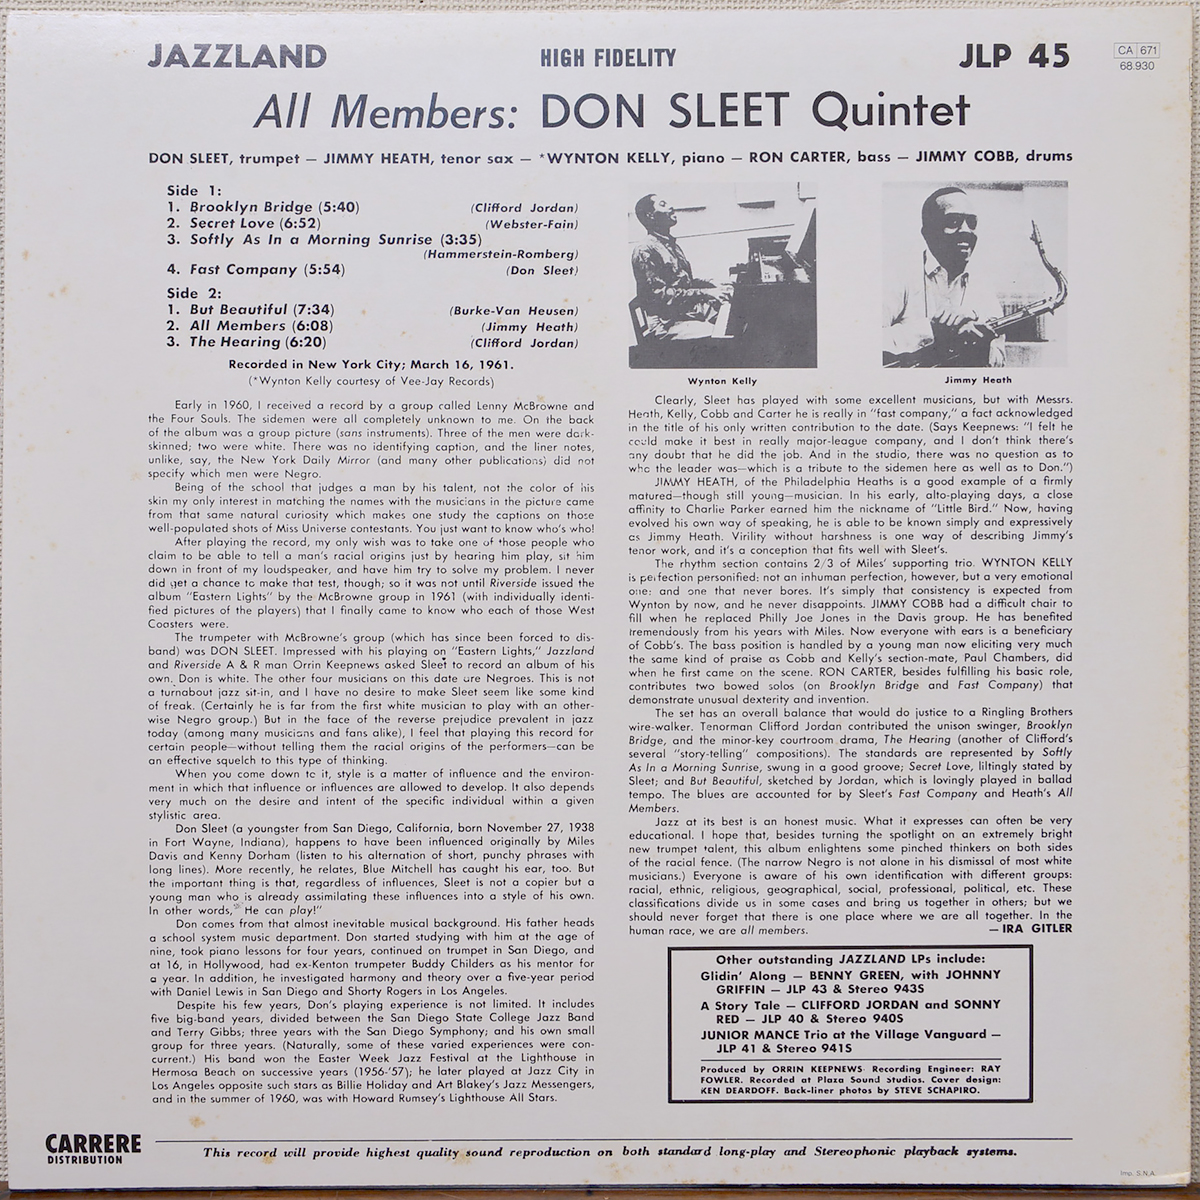 JAZZLAND
HIGH FIDELITY
JLP 45
CA 671
68.930
All Members: DON SLEET Quintet
DON SLEET, trumpet — JIMMY HEATH, tenor sax — *WYNTON KELLY, piano — RON CARTER, bass — JIMMY COBB, drums
Side 1:
1. Brooklyn Bridge (5:40) (Clifford Jordan)
2. Secret Love (6:52) (Webster-Fain)
3. Softly As In a Morning Sunrise (3:35)
(Hammerstein-Romberg)
4. Fast Company (5:54) (Don Sleet)
Side 2:
1. But Beautiful (7:34) (Burke-Van Heusen)
2. All Members (6:08) (Jimmy Heath)
3. The Hearing (6:20) (Clifford Jordan)
Recorded in New York City; March 16, 1961.
(*Wynton Kelly courtesy of Vee-Jay Records)
Early in 1960, I received a record by a group called Lenny McBrowne and
the Four Souls. The sidemen were all completely unknown to me. On the back
of the album was a group picture (sans instruments). Three of the men were dark-
skinned; two were white. There was no identifying caption, and the liner notes,
unlike, say, the New York Daily Mirror (and many other publications) did not
specify which men were Negro.
Being of the school that judges a man by his talent, not the color of his
skin my only interest in matching the names with the musicians in the picture came
from that same natural curiosity which makes one study the captions on those
well-populated shots of Miss Universe contestants. You just want to know who's who!
After playing the record, my only wish was to take one of those people who
claim to be able to tell a man's racial origins just by hearing him play, sit him
down in front of my loudspeaker, and have him try to solve my problem. I never
did get a chance to make that test, though; so it was not until Riverside issued the
album "Eastern Lights" by the McBrowne group in 1961 (with individually identi-
fied pictures of the players) that I finally came to know who each of those West
Coasters were.
The trumpeter with McBrowne's group (which has since been forced to dis-
band) was DON SLEET. Impressed with his playing on "Eastern Lights," Jazzland
and Riverside A & R man Orrin Keepnews asked Sleet to record an album of his
own. Don is white. The other four musicians on this date are Negroes. This is not
a turnabout jazz sit-in, and I have no desire to make Sleet seem like some kind
of freak. (Certainly he is far from the first white musician to play with an other-
wise Negro group.) But in the face of the reverse prejudice prevalent in jazz
today (among many musicians and fans alike), I feel that playing this record for
certain people—without telling them the racial origins of the performers—can be
an effective squelch to this type of thinking.
When you come down to it, style is a matter of influence and the environ-
ment in which that influence or influences are allowed to develop. It also depends
very much on the desire and intent of the specific individual within a given
stylistic area.
Don Sleet (a youngster from San Diego, California, born November 27, 1938
in Fort Wayne, Indiana), happens to have been influenced originally by Miles
Davis and Kenny Dorham (listen to his alternation of short, punchy phrases with
long lines). More recently, he relates, Blue Mitchell has caught his ear, too. But
the important thing is that, regardless of influences, Sleet is not a copier but a
young man who is already assimilating these influences into a style of his own.
In other words, "He can play!"
Don comes from that almost inevitable musical background. His father heads
a school system music department. Don started studying with him at the age of
nine, took piano lessons for four years, continued on trumpet in San Diego, and
at 16, in Hollywood, had ex-Kenton trumpeter Buddy Childers as his mentor for
a year. In addition, he investigated harmony and theory over a five-year period
with Daniel Lewis in San Diego and Shorty Rogers in Los Angeles.
Despite his few years, Don's playing experience is not limited. It includes
five big-band years, divided between the San Diego State College Jazz Band
and Terry Gibbs; three years with the San Diego Symphony; and his own small
group for three years. (Naturally, some of these varied experiences were con-
current.) His band won the Easter Week Jazz Festival at the Lighthouse in
Hermosa Beach on successive years (1956-'57); he later played at Jazz City in
Los Angeles opposite such stars as Billie Holiday and Art Blakey's Jazz Messengers,
and in the summer of 1960, was with Howard Rumsey's Lighthouse All Stars.
Wynton Kelly
Jimmy Heath
Clearly, Sleet has played with some excellent musicians, but with Messrs.
Heath, Kelly, Cobb and Carter he is really in "fast company," a fact acknowledged
in the title of his only written contribution to the date. (Says Keepnews: "I felt he
could make it best in really major-league company, and I don't think there's
any doubt that he did the job. And in the studio, there was no question as to
who the leader was—which is a tribute to the sidemen here as well as to Don.")
JIMMY HEATH, of the Philadelphia Heaths is a good example of a firmly
matured—though still young—musician. In his early, alto-playing days, a close
affinity to Charlie Parker earned him the nickname of "Little Bird." Now, having
evolved his own way of speaking, he is able to be known simply and expressively
as Jimmy Heath. Virility without harshness is one way of describing Jimmy's
tenor work, and it's a conception that fits well with Sleet's.
The rhythm section contains 2/3 of Miles' supporting trio. WYNTON KELLY
is perfection personified: not an inhuman perfection, however, but a very emotional
one: and one that never bores. It's simply that consistency is expected from
Wynton by now, and he never disappoints. JIMMY COBB had a difficult chair to
fill when he replaced Philly Joe Jones in the Davis group. He has benefited
tremendously from his years with Miles. Now everyone with ears is a beneficiary
of Cobb's. The bass position is handled by a young man now eliciting very much
the same kind of praise as Cobb and Kelly's section-mate, Paul Chambers, did
when he first came on the scene. RON CARTER, besides fulfilling his basic role,
contributes two bowed solos (on Brooklyn Bridge and Fast Company) that
demonstrate unusual dexterity and invention.
The set has an overall balance that would do justice to a Ringling Brothers
wire-walker. Tenorman Clifford Jordan contributed the unison swinger, Brooklyn
Bridge, and the minor-key courtroom drama, The Hearing (another of Clifford's
several "story-telling" compositions). The standards are represented by Softly
As In a Morning Sunrise, swung in a good groove; Secret Love, liltingly stated by
Sleet; and But Beautiful, sketched by Jordan, which is lovingly played in ballad
tempo. The blues are accounted for by Sleet's Fast Company and Heath's All
Members.
Jazz at its best is an honest music. What it expresses can often be very
educational. I hope that, besides turning the spotlight on an extremely bright
new trumpet talent, this album enlightens some pinched thinkers on both sides
of the racial fence. (The narrow Negro is not alone in his dismissal of most white
musicians.) Everyone is aware of his own identification with different groups:
racial, ethnic, religious, geographical, social, professional, political, etc. These
classifications divide us in some cases and bring us together in others; but we
should never forget that there is one place where we are all together. In the
human race, we are all members. — IRA GITLER
Other outstanding JAZZLAND LPs include:
Glidin' Along — BENNY GREEN, with JOHNNY
GRIFFIN — JLP 43 & Stereo 943S
A Story Tale — CLIFFORD JORDAN and SONNY
RED — JLP 40 & Stereo 940S
JUNIOR MANCE Trio at the Village Vanguard —
JLP 41 & Stereo 941S
Produced by ORRIN KEEPNEWS Recording Engineer: RAY
FOWLER. Recorded at Plaza Sound Studios. Cover design:
KEN DEARDOFF. Back-liner photos by STEVE SCHAPIRO.
CARRERE
DISTRIBUTION
This record will provide highest quality sound reproduction on both standard long-play and Stereophonic playback systems.
Imp. S.N.A.